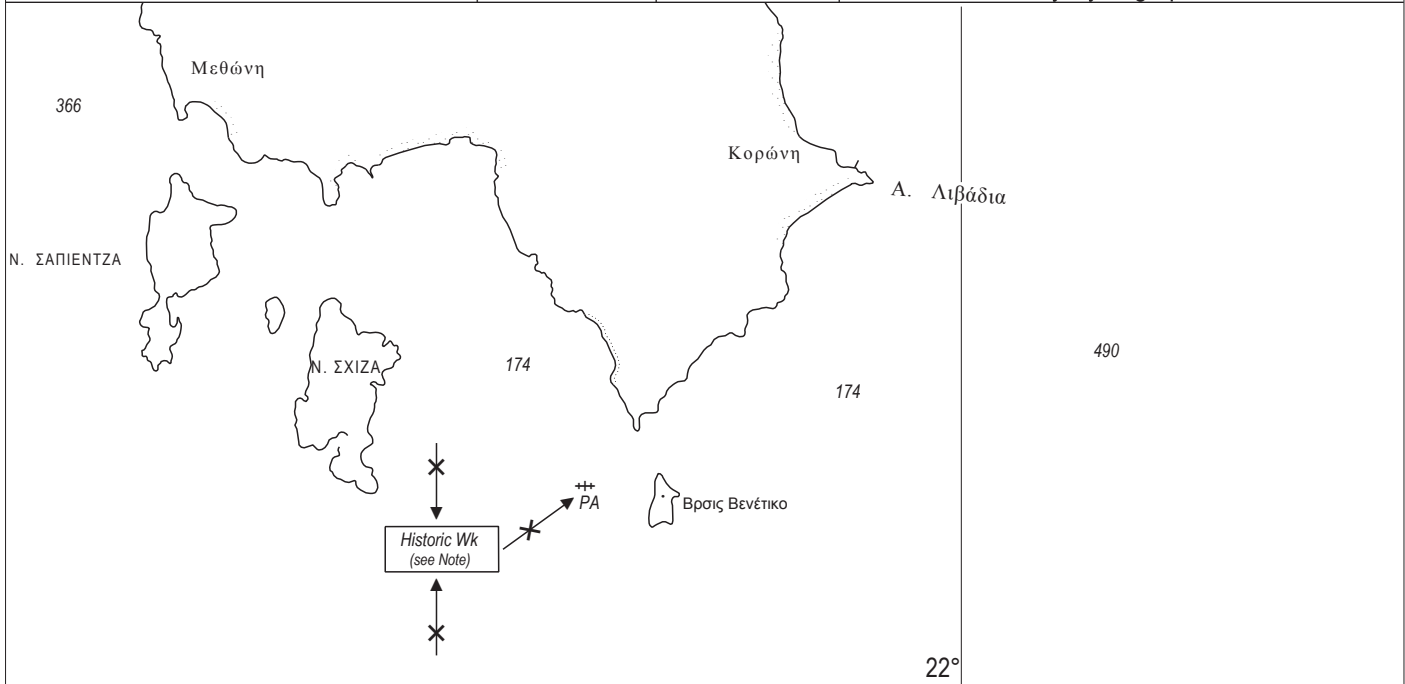 Μεθώνη
366
Κορώνη
Α. Λιβάδια
Ν. ΣΑΠΙΕΝΤΖΑ
490
Ν. ΣΧΙΖΑ
174
174
PA
Βρσις Βενέτικο
Historic Wk
(see Note)
22°